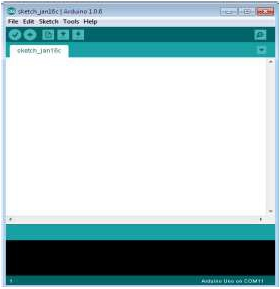 sketch_jan16c | Arduino 1.0.6
File Edit Sketch Tools Help
sketch_jan16c
1
Arduino Uno on COM11